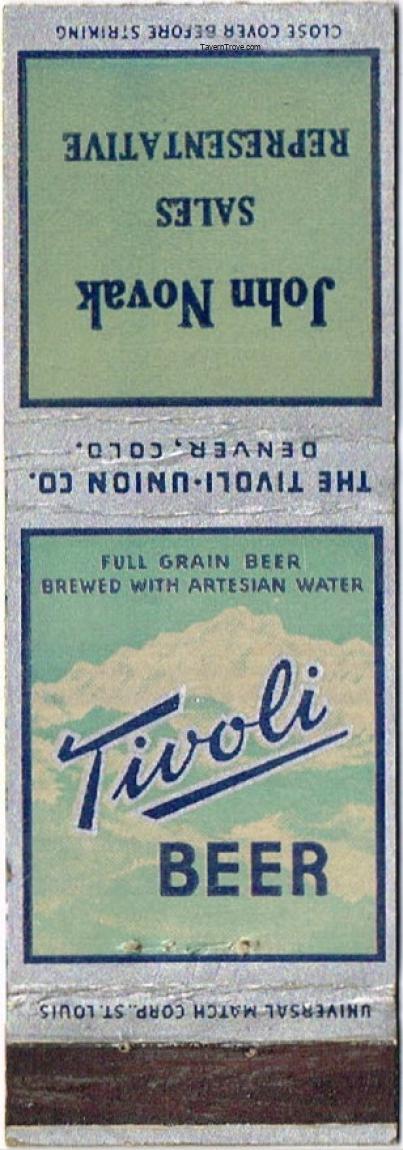 CLOSE COVER BEFORE STRIKING
TavernTrove.com
John Novak
SALES
REPRESENTATIVE
THE TIVOLI-UNION CO.
DENVER, COLO.
FULL GRAIN BEER
BREWED WITH ARTESIAN WATER
Tivoli
BEER
UNIVERSAL MATCH CORP., ST. LOUIS